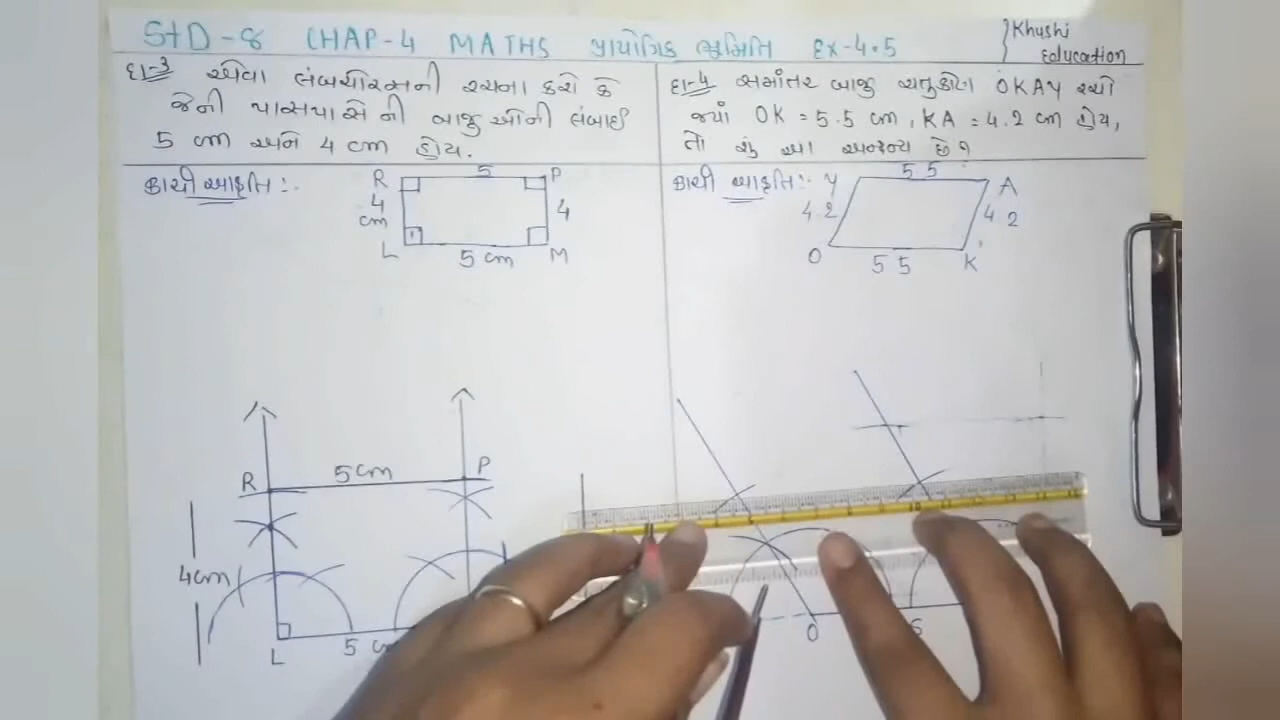 STD-8 CHAP-4 MATHS પ્રાયોગિક ભૂમિતિ EX-4.5
Khushi
Education
દા-3 એવા લંબચોરસની રચના કરો કે
જેની પાસપાસેની બાજુઓની લંબાઈ
5 cm અને 4 cm હોય.
કાચી આકૃતિ :-
R 5 P
4
cm
4
L 5 cm M
R 5cm P
4cm
L 5 c
દા-4 સમાંતર બાજુ ચતુષ્કોણ OKAY રચો
જ્યાં OK = 5.5 cm, KA = 4.2 cm હોય,
તો શું આ અનન્ય છે?
કાચી આકૃતિ :- Y 5 5 A
4.2
4 2
O 5 5 K
O